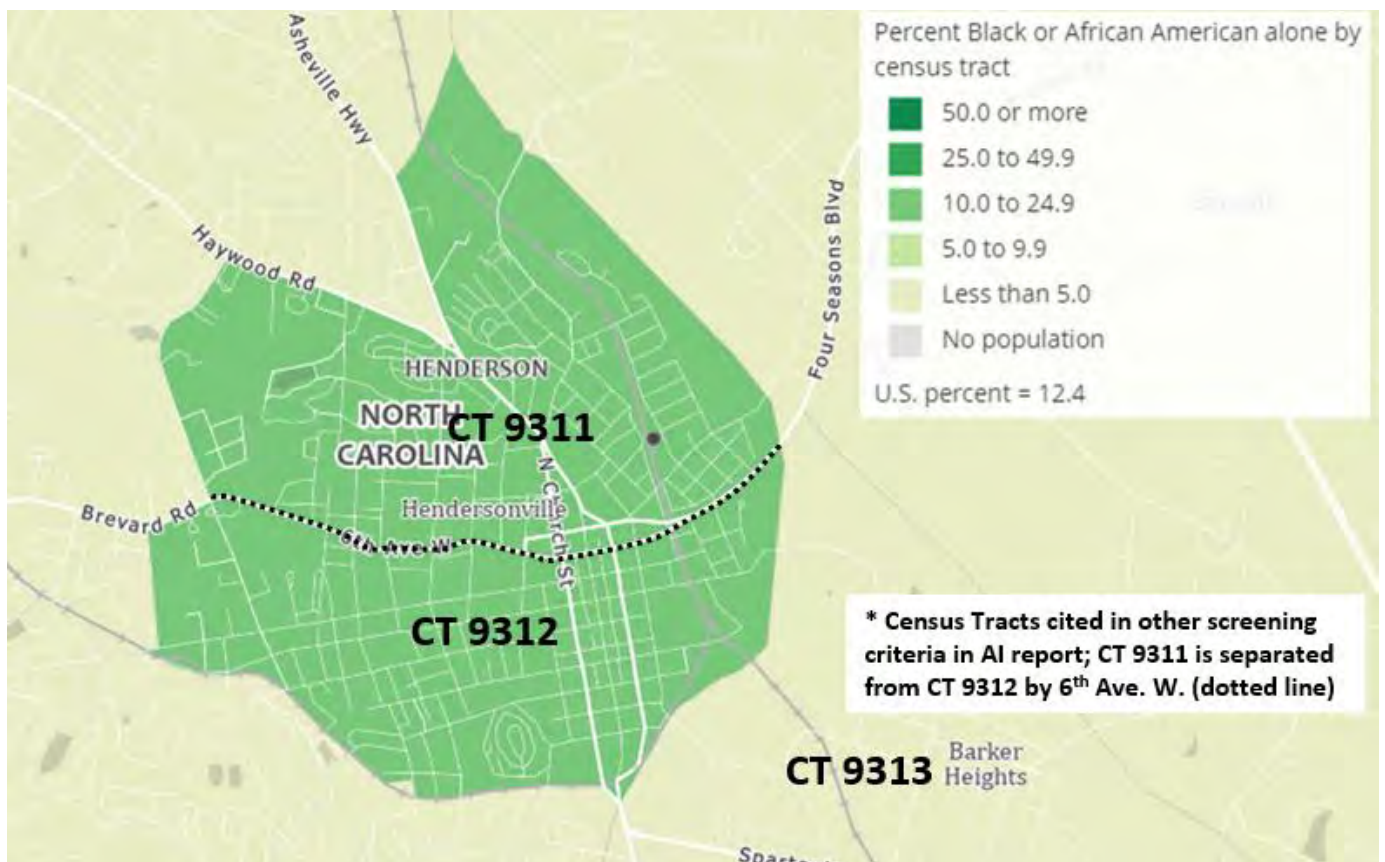 Percent Black or African American alone by
census tract
50.0 or more
25.0 to 49.9
10.0 to 24.9
5.0 to 9.9
Less than 5.0
No population
U.S. percent = 12.4
Asheville Hwy
Haywood Rd
Four Seasons Blvd
HENDERSON
NORTH
CAROLINA
CT 9311
N Church St
Hendersonville
Brevard Rd
6th Ave W
CT 9312
* Census Tracts cited in other screening
criteria in AI report; CT 9311 is separated
from CT 9312 by 6th Ave. W. (dotted line)
CT 9313
Barker
Heights